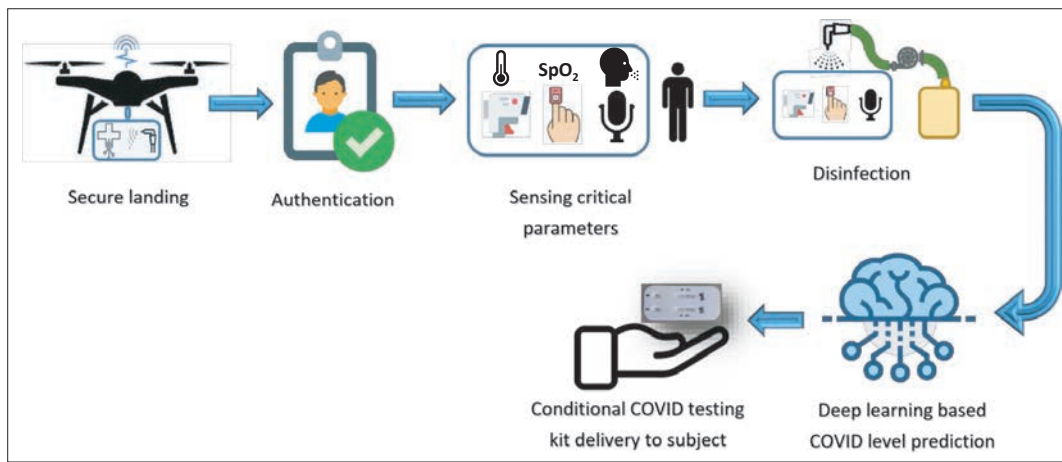 SpO₂
Secure landing
Authentication
Sensing critical
parameters
Disinfection
Conditional COVID testing
kit delivery to subject
Deep learning based
COVID level prediction